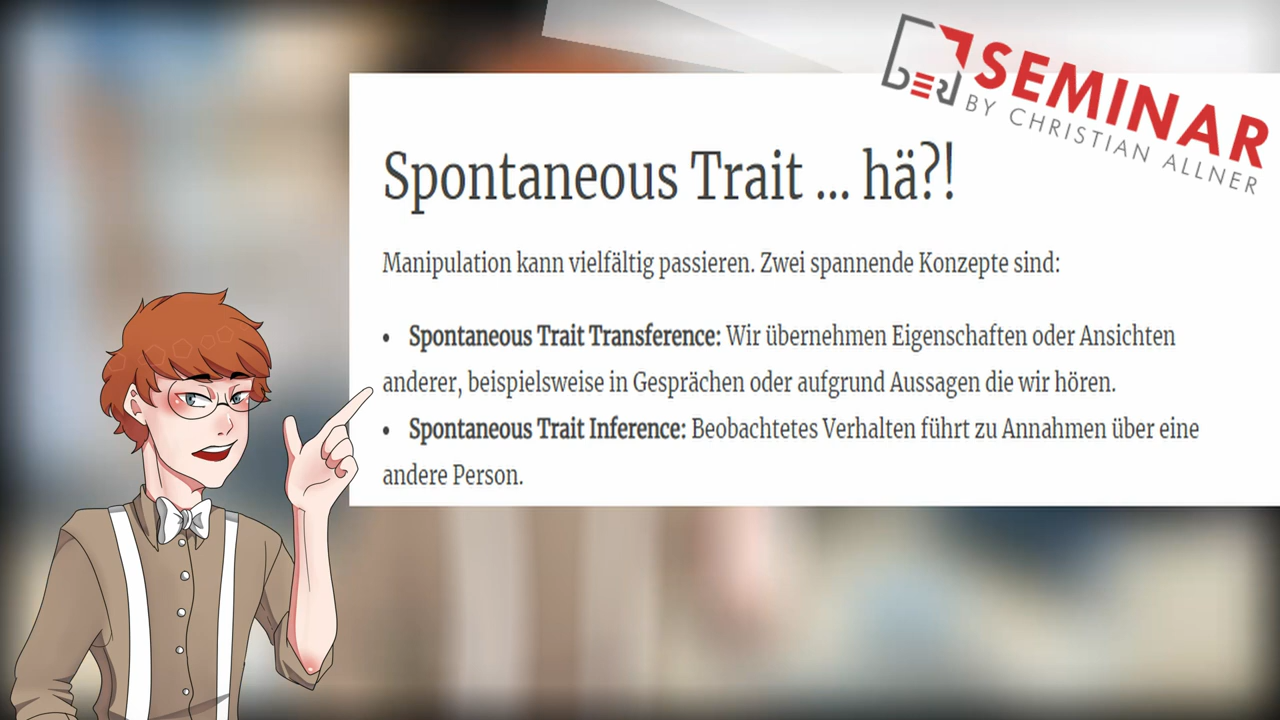 SEMINAR
BY CHRISTIAN ALLNER
Spontaneous Trait ... hä?!
Manipulation kann vielfältig passieren. Zwei spannende Konzepte sind:
• Spontaneous Trait Transference: Wir übernehmen Eigenschaften oder Ansichten
anderer, beispielsweise in Gesprächen oder aufgrund Aussagen die wir hören.
• Spontaneous Trait Inference: Beobachtetes Verhalten führt zu Annahmen über eine
andere Person.